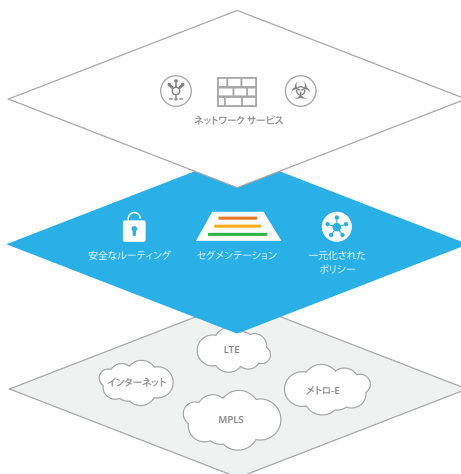 ネットワーク サービス
安全なルーティング
セグメンテーション
一元化された
ポリシー
LTE
インターネット
メトロ-E
MPLS